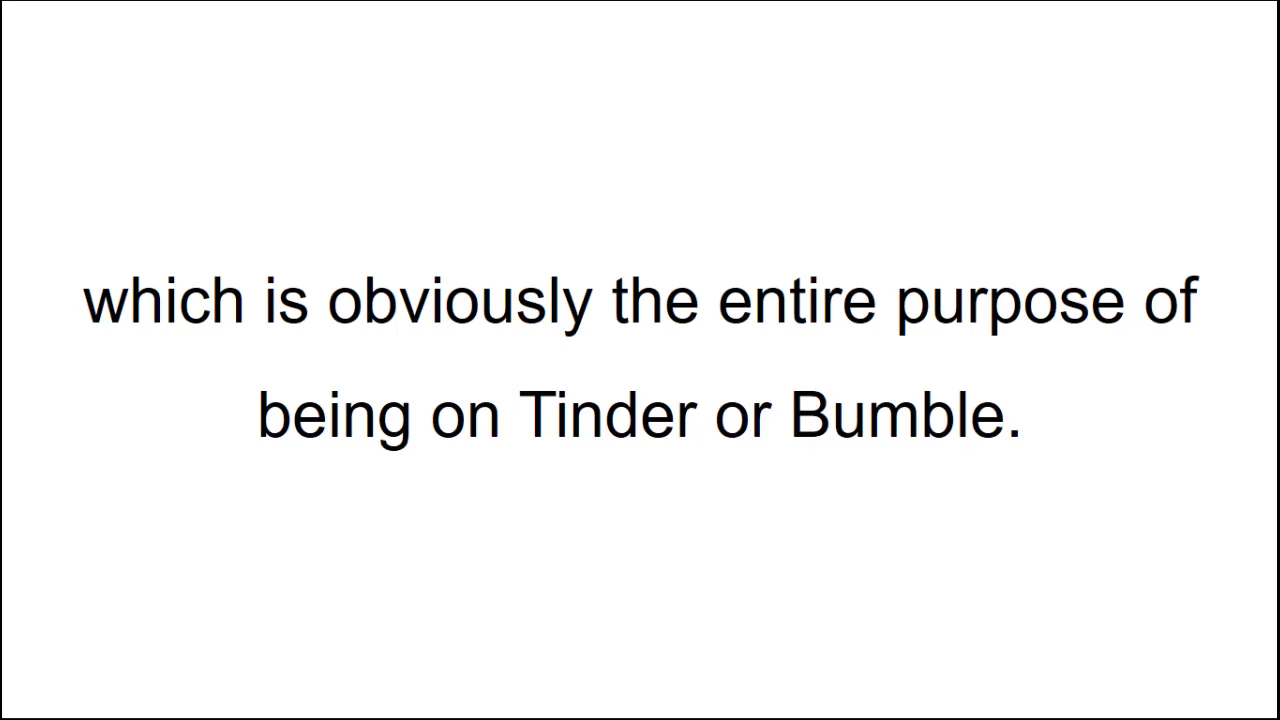 which is obviously the entire purpose of
being on Tinder or Bumble.